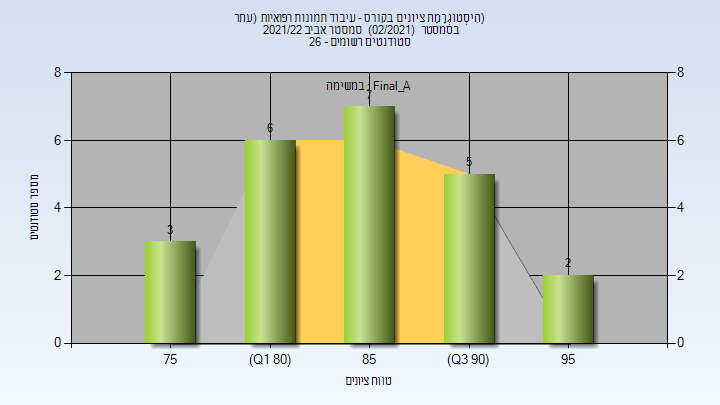 (הִיסטוֹגְרָמַת ציונים בקורס - עיבוד תמונות רפואיות (עתר
בסמסטר (02/2021) סמסטר אביב 2021/22
סטודנטים רשומים - 26
במשימה : Final_A
8 8
7
6 6
6
5
4 4
3
2 2
2
0 0
75 (Q1 80) 85 (Q3 90) 95
מספר סטודנטים
טווח ציונים